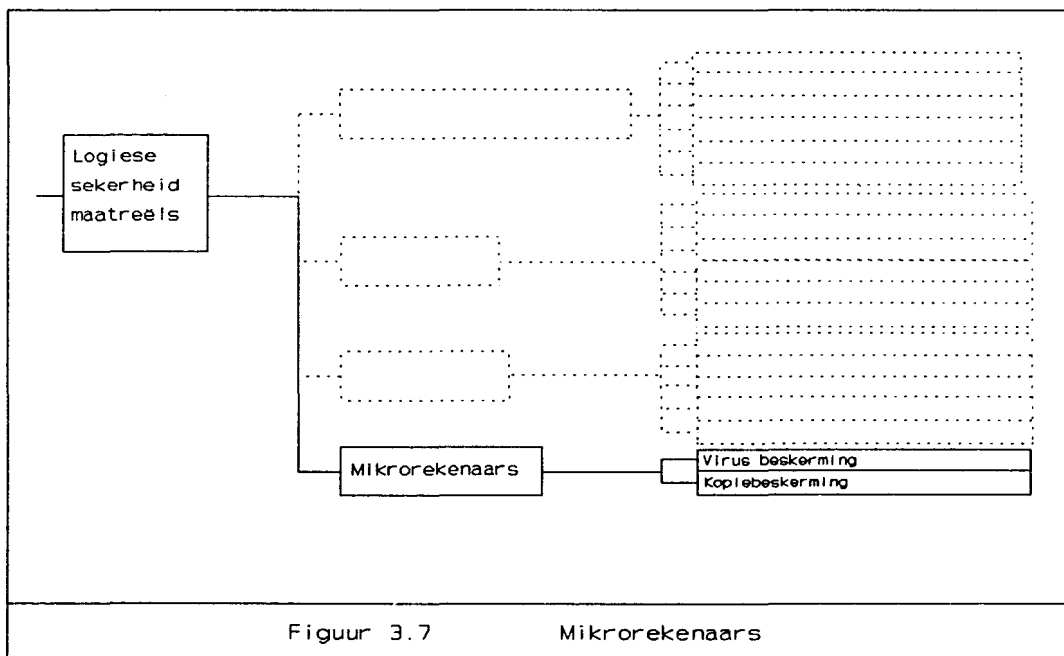 Logiese
sekerheid
maatreëls
Mikrorekenaars
Virus beskerming
Kopiebeskerming
Figuur 3.7 Mikrorekenaars